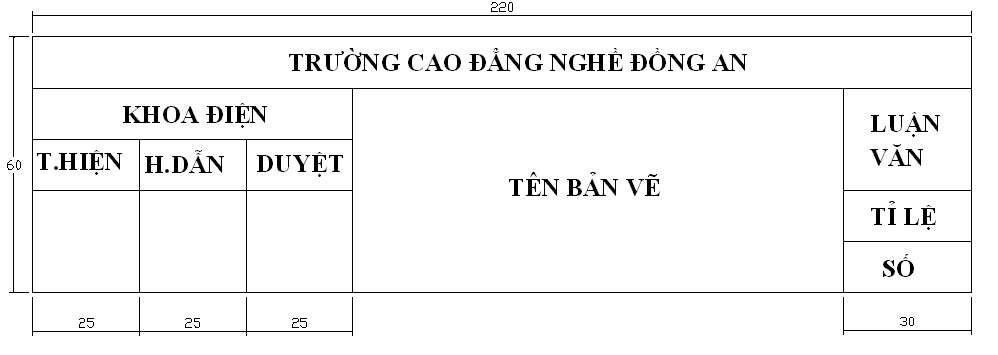 220
TRƯỜNG CAO ĐẲNG NGHỀ ĐỒNG AN
KHOA ĐIỆN
LUẬN
VĂN
60
T.HIỆN H.DẪN DUYỆT
TÊN BẢN VẼ
TỈ LỆ
SỐ
25 25 25 30